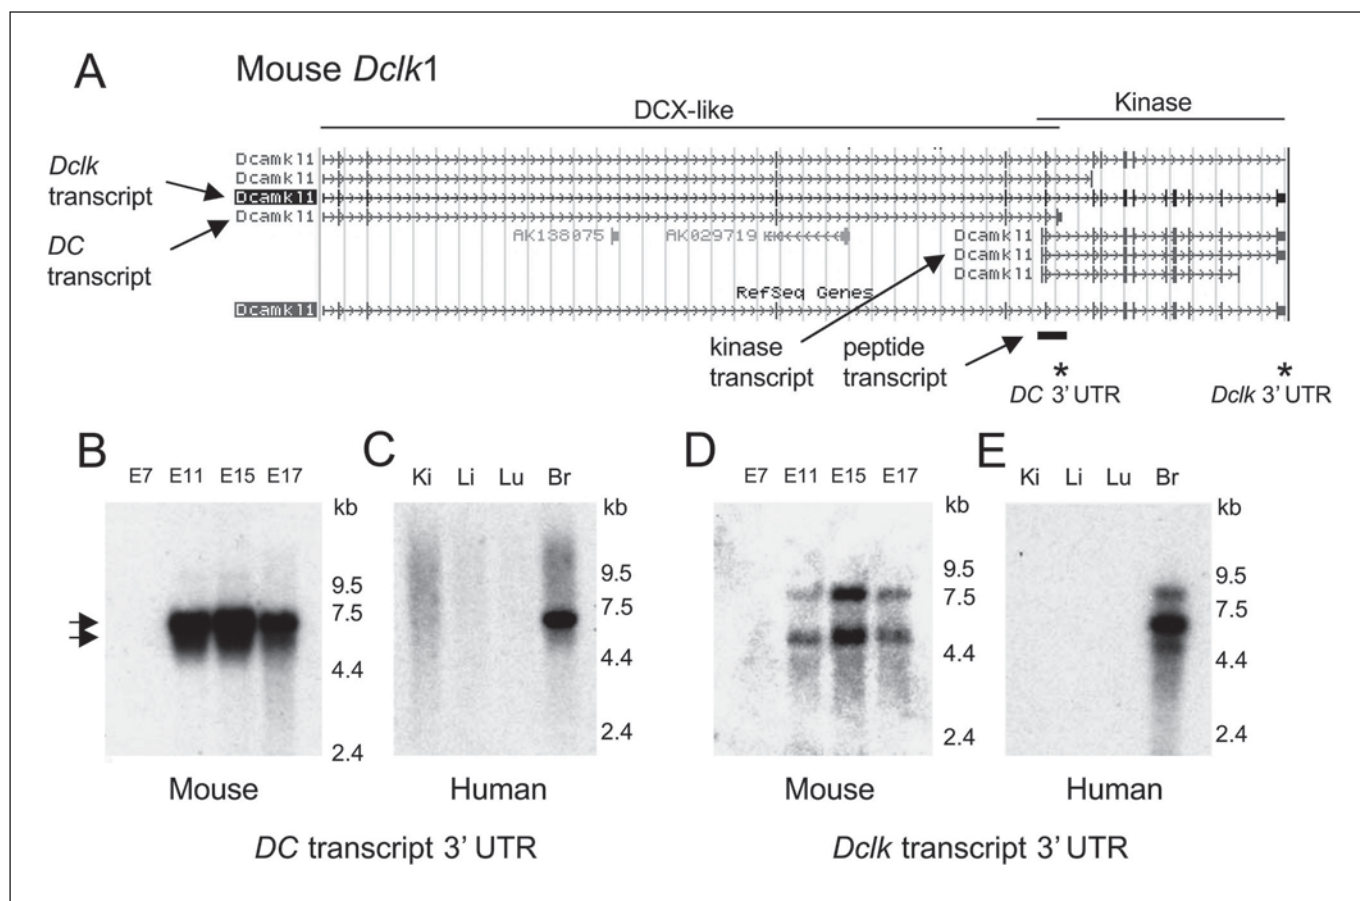 A
Mouse Dclk1
DCX-like
Kinase
Dclk transcript
DC transcript
Dcamkl1
Dcamkl1
Dcamkl1
Dcamkl1
AK138075
AK029719
Dcamkl1
Dcamkl1
Dcamkl1
RefSeq Genes
Dcamkl1
kinase transcript
peptide transcript
*
DC 3' UTR
*
Dclk 3' UTR
B
E7 E11 E15 E17
kb
9.5
7.5
4.4
2.4
Mouse
C
Ki Li Lu Br
kb
9.5
7.5
4.4
2.4
Human
DC transcript 3' UTR
D
E7 E11 E15 E17
kb
9.5
7.5
4.4
2.4
Mouse
E
Ki Li Lu Br
kb
9.5
7.5
4.4
2.4
Human
Dclk transcript 3' UTR